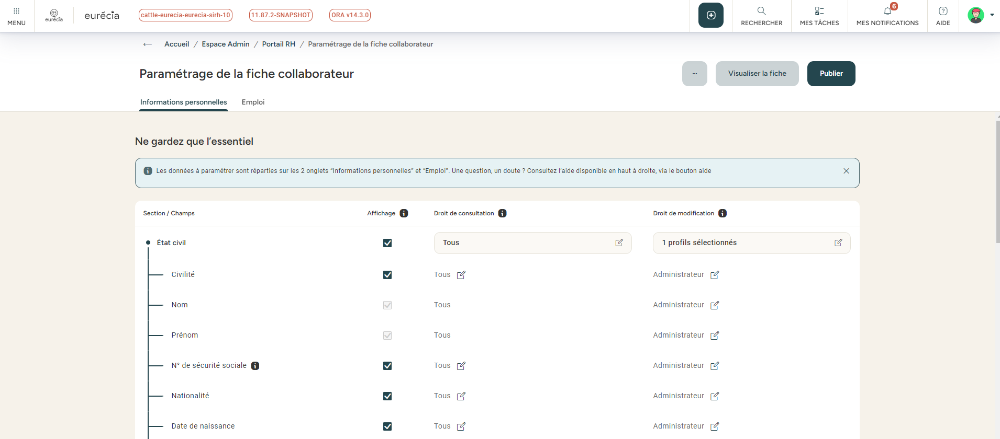 MENU
eurécia
eurécia
cattle-eurecia-eurecia-sirh-10
11.87.2-SNAPSHOT
ORA v14.3.0
RECHERCHER
MES TÂCHES
6
MES NOTIFICATIONS
AIDE
Accueil / Espace Admin / Portail RH / Paramétrage de la fiche collaborateur
Paramétrage de la fiche collaborateur
...
Visualiser la fiche
Publier
Informations personnelles
Emploi
Ne gardez que l’essentiel
Les données à paramétrer sont réparties sur les 2 onglets “Informations personnelles” et “Emploi”. Une question, un doute ? Consultez l’aide disponible en haut à droite, via le bouton aide
Section / Champs Affichage Droit de consultation Droit de modification
État civil Tous 1 profils sélectionnés
Civilité Tous Administrateur
Nom Tous Administrateur
Prénom Tous Administrateur
N° de sécurité sociale Tous Administrateur
Nationalité Tous Administrateur
Date de naissance Tous Administrateur